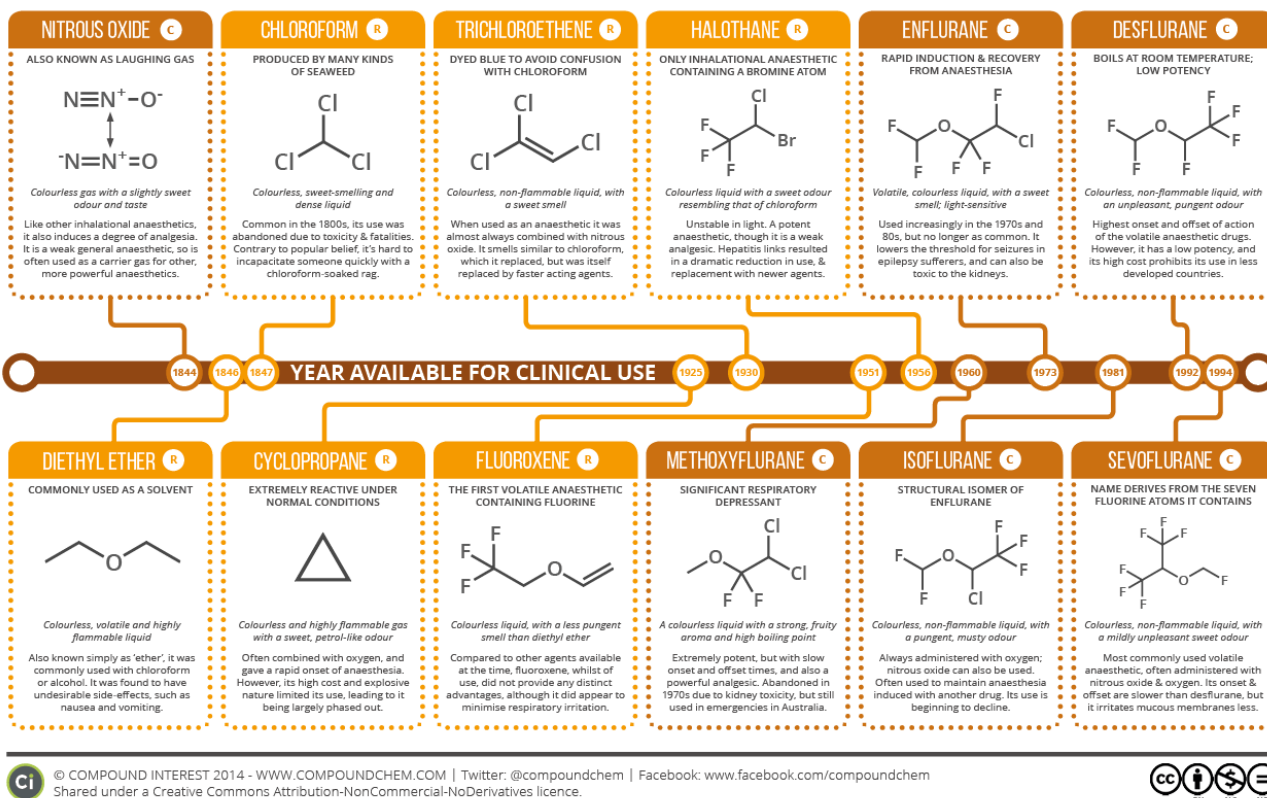 NITROUS OXIDE C
ALSO KNOWN AS LAUGHING GAS
N≡N⁺–O⁻
⁻N=N⁺=O
Colourless gas with a slightly sweet
odour and taste
Like other inhalational anaesthetics,
it also induces a degree of analgesia.
It is a weak general anaesthetic, so is
often used as a carrier gas for other,
more powerful anaesthetics.
CHLOROFORM R
PRODUCED BY MANY KINDS
OF SEAWEED
Cl
Cl Cl
Colourless, sweet-smelling and
dense liquid
Common in the 1800s, its use was
abandoned due to toxicity & fatalities.
Contrary to popular belief, it's hard to
incapacitate someone quickly with a
chloroform-soaked rag.
TRICHLOROETHENE R
DYED BLUE TO AVOID CONFUSION
WITH CHLOROFORM
Cl
Cl
Cl
Colourless, non-flammable liquid, with
a sweet smell
When used as an anaesthetic it was
almost always combined with nitrous
oxide. It smells similar to chloroform,
which it replaced, but was itself
replaced by faster acting agents.
HALOTHANE R
ONLY INHALATIONAL ANAESTHETIC
CONTAINING A BROMINE ATOM
Cl
F
F Br
F
Colourless liquid with a sweet odour
resembling that of chloroform
Unstable in light. A potent
anaesthetic, though it is a weak
analgesic. Hepatitis links resulted
in a dramatic reduction in use, &
replacement with newer agents.
ENFLURANE C
RAPID INDUCTION & RECOVERY
FROM ANAESTHESIA
F
F O
Cl
F F F
Volatile, colourless liquid, with a sweet
smell; light-sensitive
Used increasingly in the 1970s and
80s, but no longer as common. It
lowers the threshold for seizures in
epilepsy sufferers, and can also be
toxic to the kidneys.
DESFLURANE C
BOILS AT ROOM TEMPERATURE;
LOW POTENCY
F
F O F
F
F F
Colourless, non-flammable liquid, with
an unpleasant, pungent odour
Highest onset and offset of action
of the volatile anaesthetic drugs.
However, it has a low potency, and
its high cost prohibits its use in less
developed countries.
1844 1846 1847 YEAR AVAILABLE FOR CLINICAL USE 1925 1930 1951 1956 1960 1973 1981 1992 1994
DIETHYL ETHER R
COMMONLY USED AS A SOLVENT
O
Colourless, volatile and highly
flammable liquid
Also known simply as 'ether', it was
commonly used with chloroform
or alcohol. It was found to have
undesirable side-effects, such as
nausea and vomiting.
CYCLOPROPANE R
EXTREMELY REACTIVE UNDER
NORMAL CONDITIONS
Colourless and highly flammable gas
with a sweet, petrol-like odour
Often combined with oxygen, and
gave a rapid onset of anaesthesia.
However, its high cost and explosive
nature limited its use, leading to it
being largely phased out.
FLUOROXENE R
THE FIRST VOLATILE ANAESTHETIC
CONTAINING FLUORINE
F
F
O
F
Colourless liquid, with a less pungent
smell than diethyl ether
Compared to other agents available
at the time, fluoroxene, whilst of
use, did not provide any distinct
advantages, although it did appear to
minimise respiratory irritation.
METHOXYFLURANE C
SIGNIFICANT RESPIRATORY
DEPRESSANT
Cl
O
Cl
F F
A colourless liquid with a strong, fruity
aroma and high boiling point
Extremely potent, but with slow
onset and offset times, and also a
powerful analgesic. Abandoned in
1970s due to kidney toxicity, but still
used in emergencies in Australia.
ISOFLURANE C
STRUCTURAL ISOMER OF
ENFLURANE
F
F O F
F
F Cl
Colourless, non-flammable liquid, with
a pungent, musty odour
Always administered with oxygen;
nitrous oxide can also be used.
Often used to maintain anaesthesia
induced with another drug. Its use is
beginning to decline.
SEVOFLURANE C
NAME DERIVES FROM THE SEVEN
FLUORINE ATOMS IT CONTAINS
F
F F
F
F O F
F
Colourless, non-flammable liquid, with
a mildly unpleasant sweet odour
Most commonly used volatile
anaesthetic, often administered with
nitrous oxide & oxygen. Its onset &
offset are slower than desflurane, but
it irritates mucous membranes less.
Ci
© COMPOUND INTEREST 2014 - WWW.COMPOUNDCHEM.COM | Twitter: @compoundchem | Facebook: www.facebook.com/compoundchem
Shared under a Creative Commons Attribution-NonCommercial-NoDerivatives licence.
cc